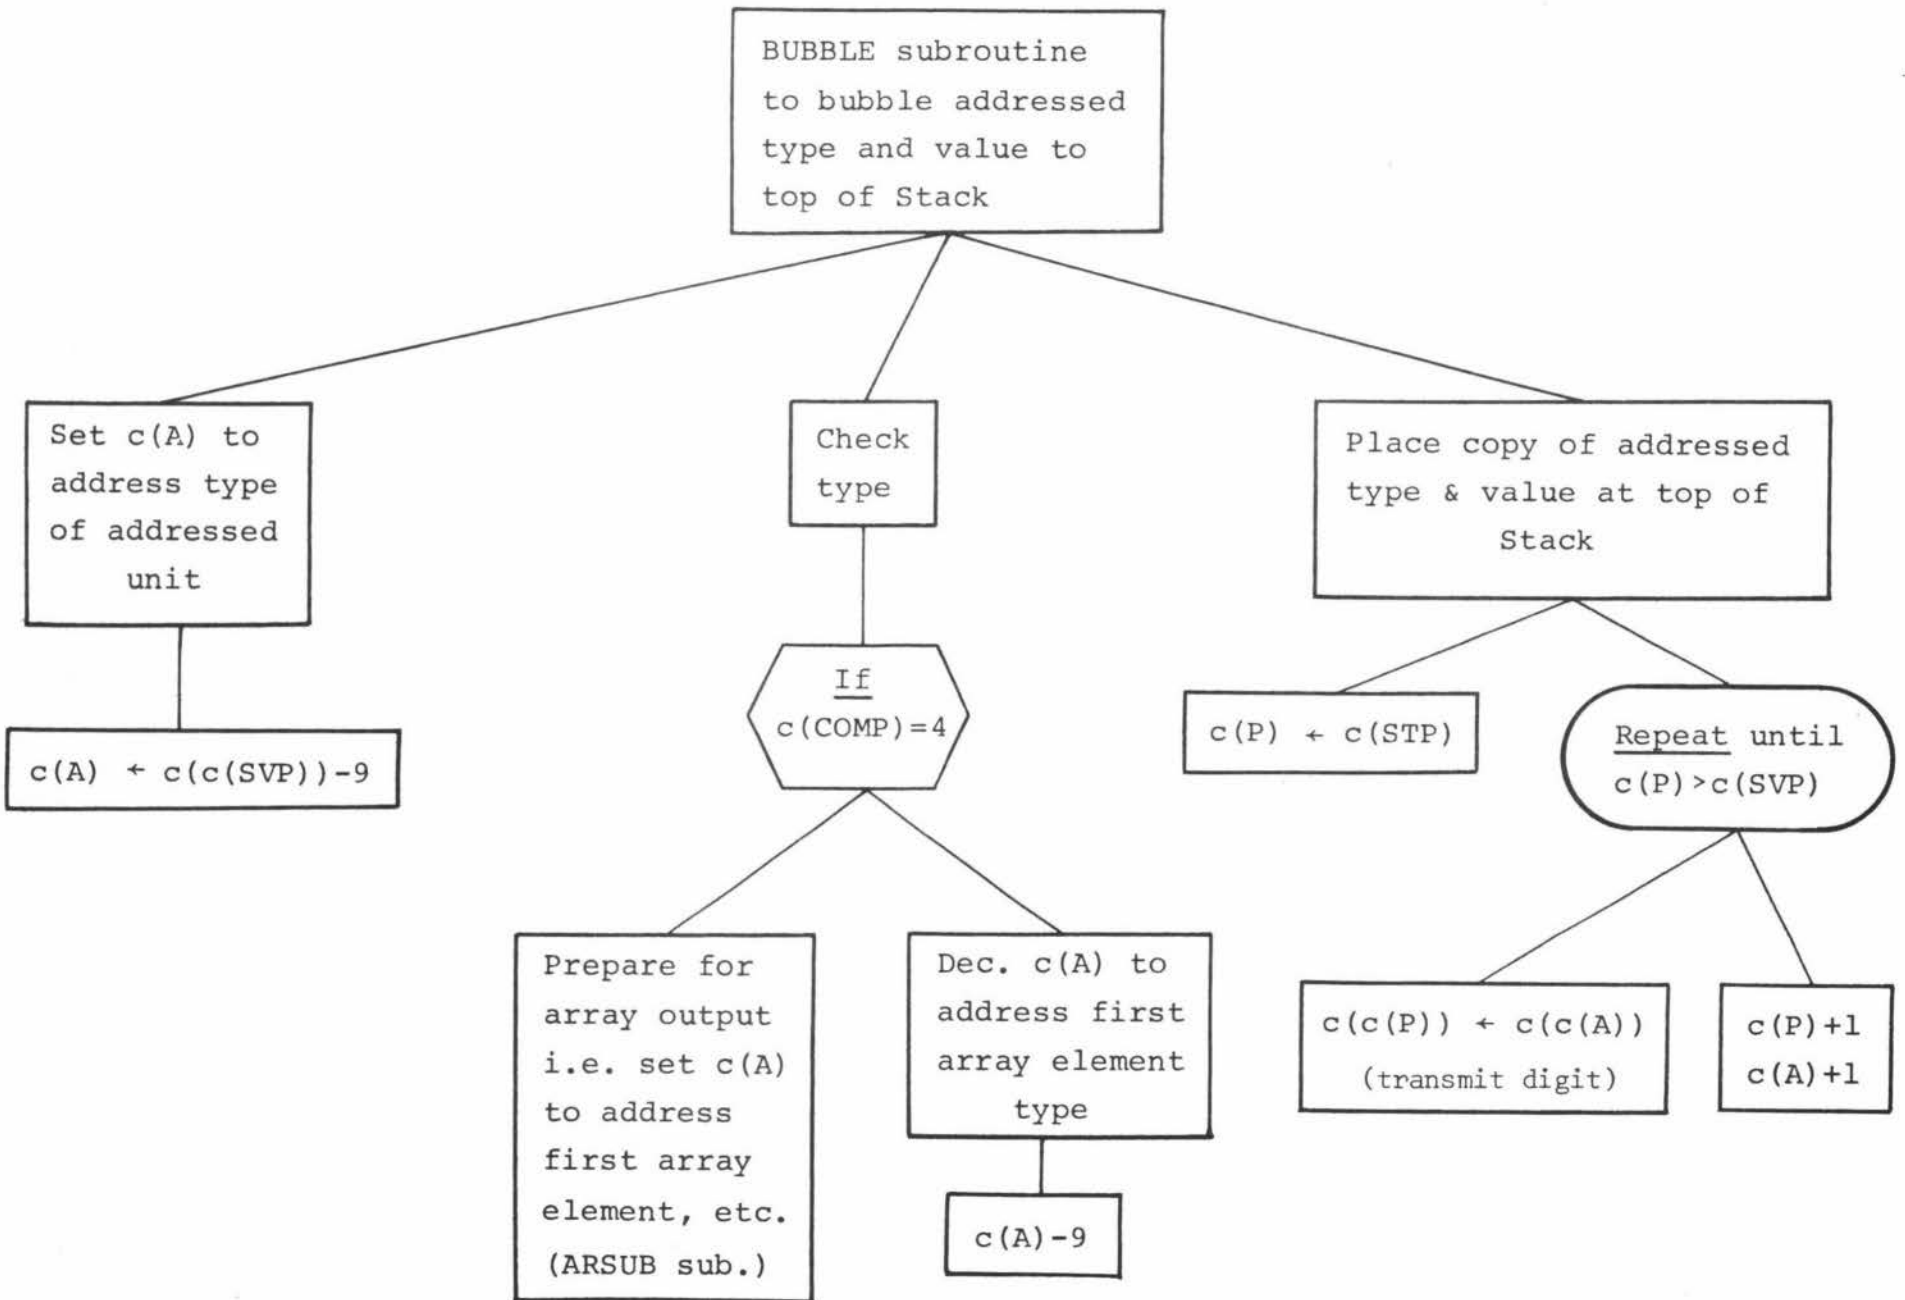 BUBBLE subroutine
to bubble addressed
type and value to
top of Stack
Set c(A) to
address type
of addressed
unit
c(A) ← c(c(SVP))-9
Check
type
If
c(COMP)=4
Prepare for
array output
i.e. set c(A)
to address
first array
element, etc.
(ARSUB sub.)
Dec. c(A) to
address first
array element
type
c(A)-9
Place copy of addressed
type & value at top of
Stack
c(P) ← c(STP)
Repeat until
c(P)>c(SVP)
c(c(P)) ← c(c(A))
(transmit digit)
c(P)+1
c(A)+1